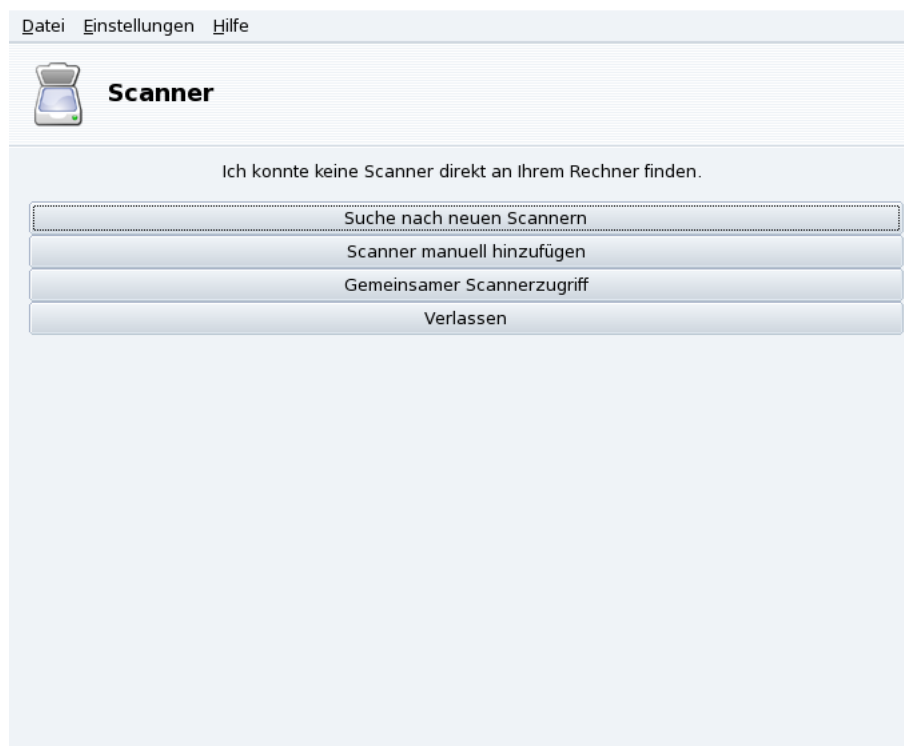 Datei Einstellungen Hilfe
Scanner
Ich konnte keine Scanner direkt an Ihrem Rechner finden.
Suche nach neuen Scannern
Scanner manuell hinzufügen
Gemeinsamer Scannerzugriff
Verlassen